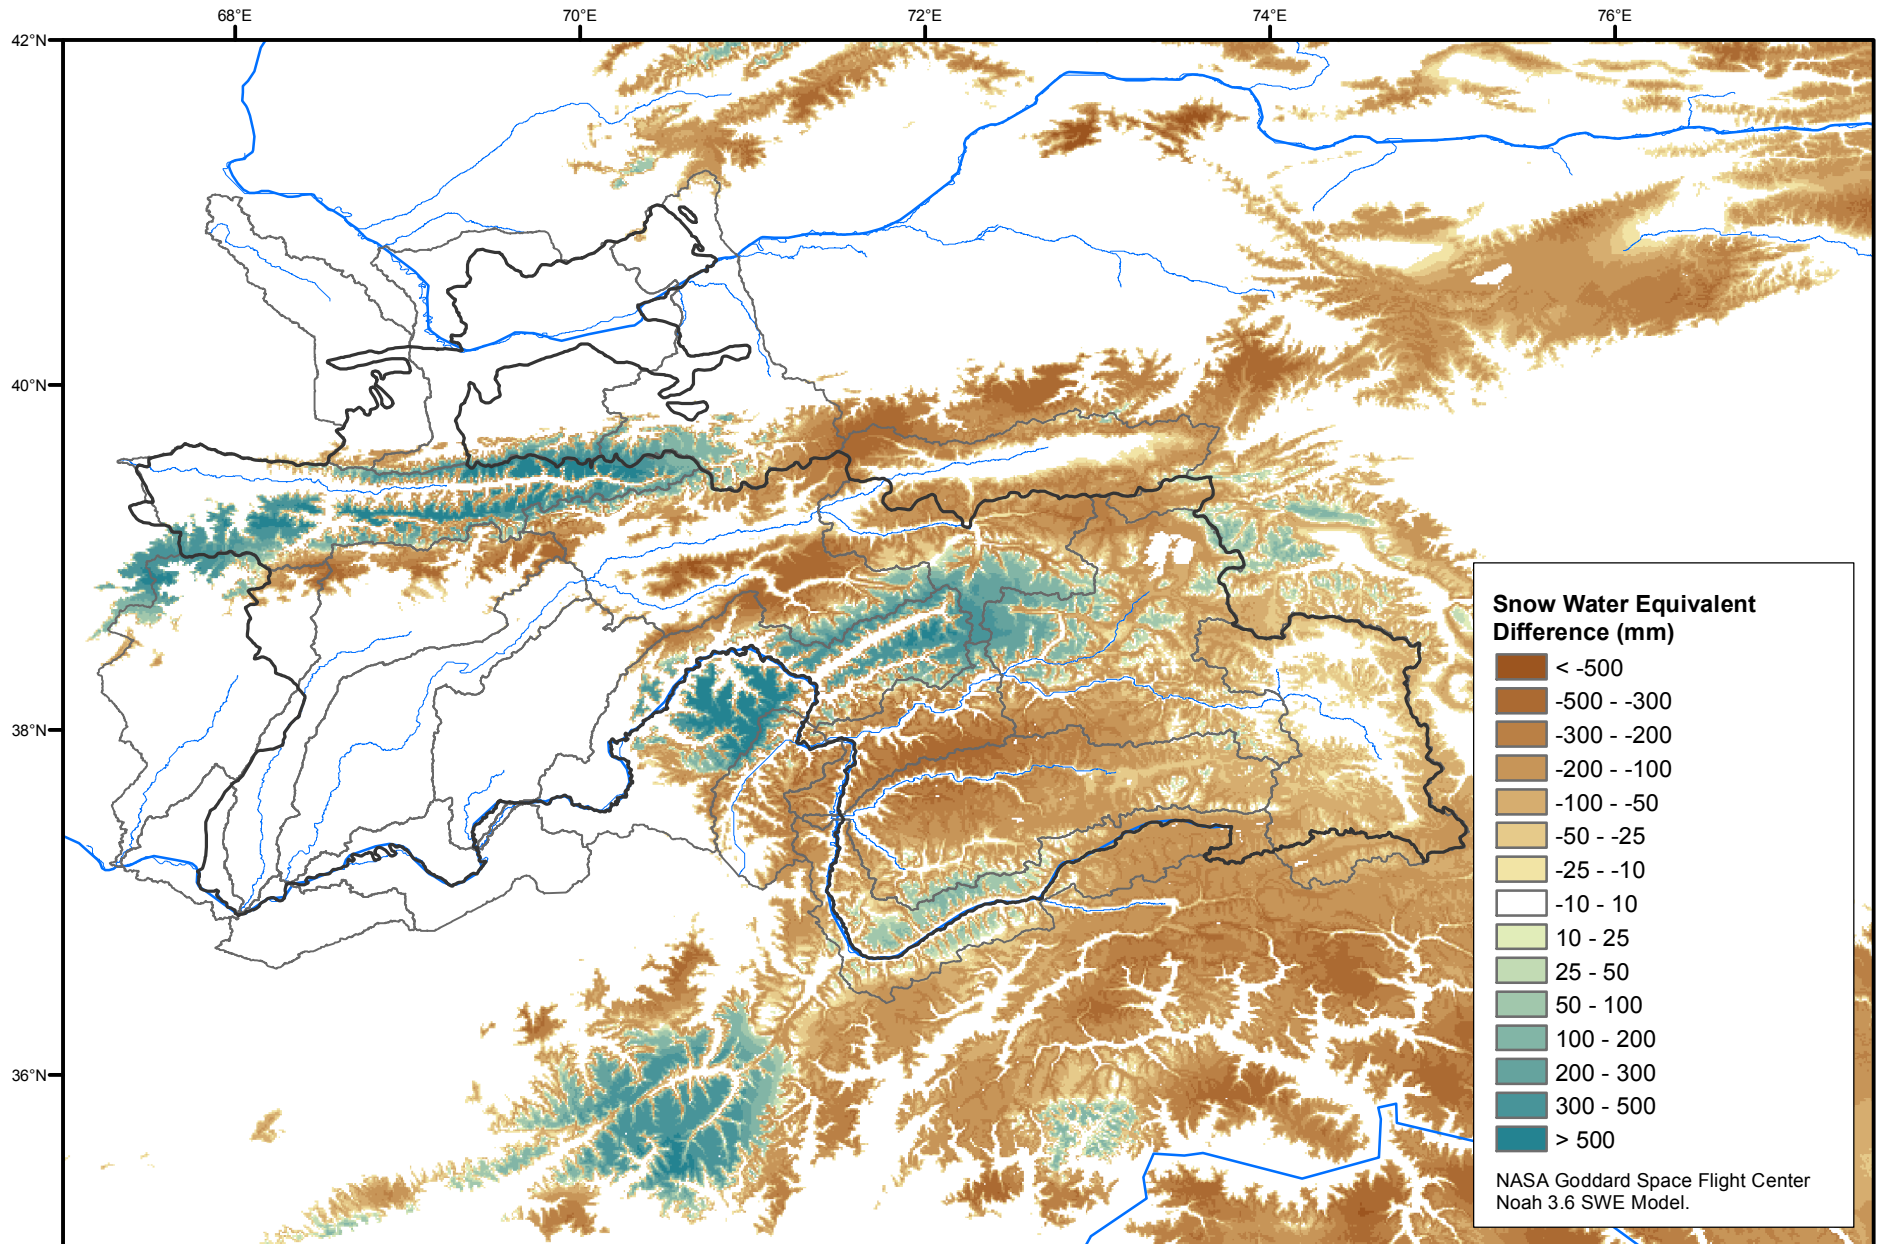 68°E 70°E 72°E 74°E 76°E
42°N
40°N
38°N
36°N
Snow Water Equivalent
Difference (mm)
< -500
-500 - -300
-300 - -200
-200 - -100
-100 - -50
-50 - -25
-25 - -10
-10 - 10
10 - 25
25 - 50
50 - 100
100 - 200
200 - 300
300 - 500
> 500
NASA Goddard Space Flight Center
Noah 3.6 SWE Model.